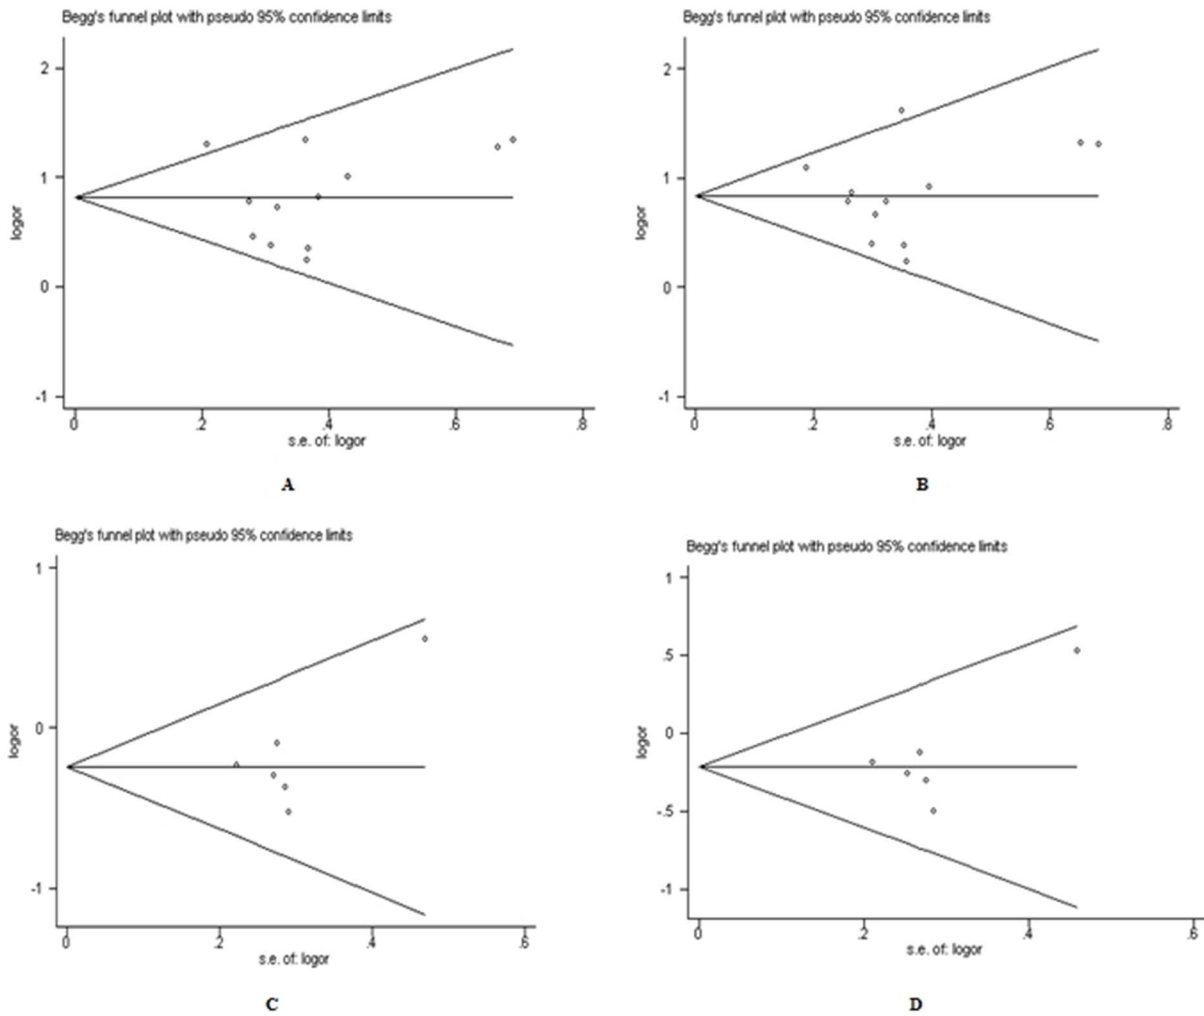 Begg's funnel plot with pseudo 95% confidence limits
2
1
0
-1
logor
0 .2 .4 .6 .8
s.e. of: logor
A
Begg's funnel plot with pseudo 95% confidence limits
2
1
0
-1
logor
0 .2 .4 .6 .8
s.e. of: logor
B
Begg's funnel plot with pseudo 95% confidence limits
1
0
-1
logor
0 .2 .4 .6
s.e. of: logor
C
Begg's funnel plot with pseudo 95% confidence limits
1
.5
0
-.5
-1
logor
0 .2 .4 .6
s.e. of: logor
D